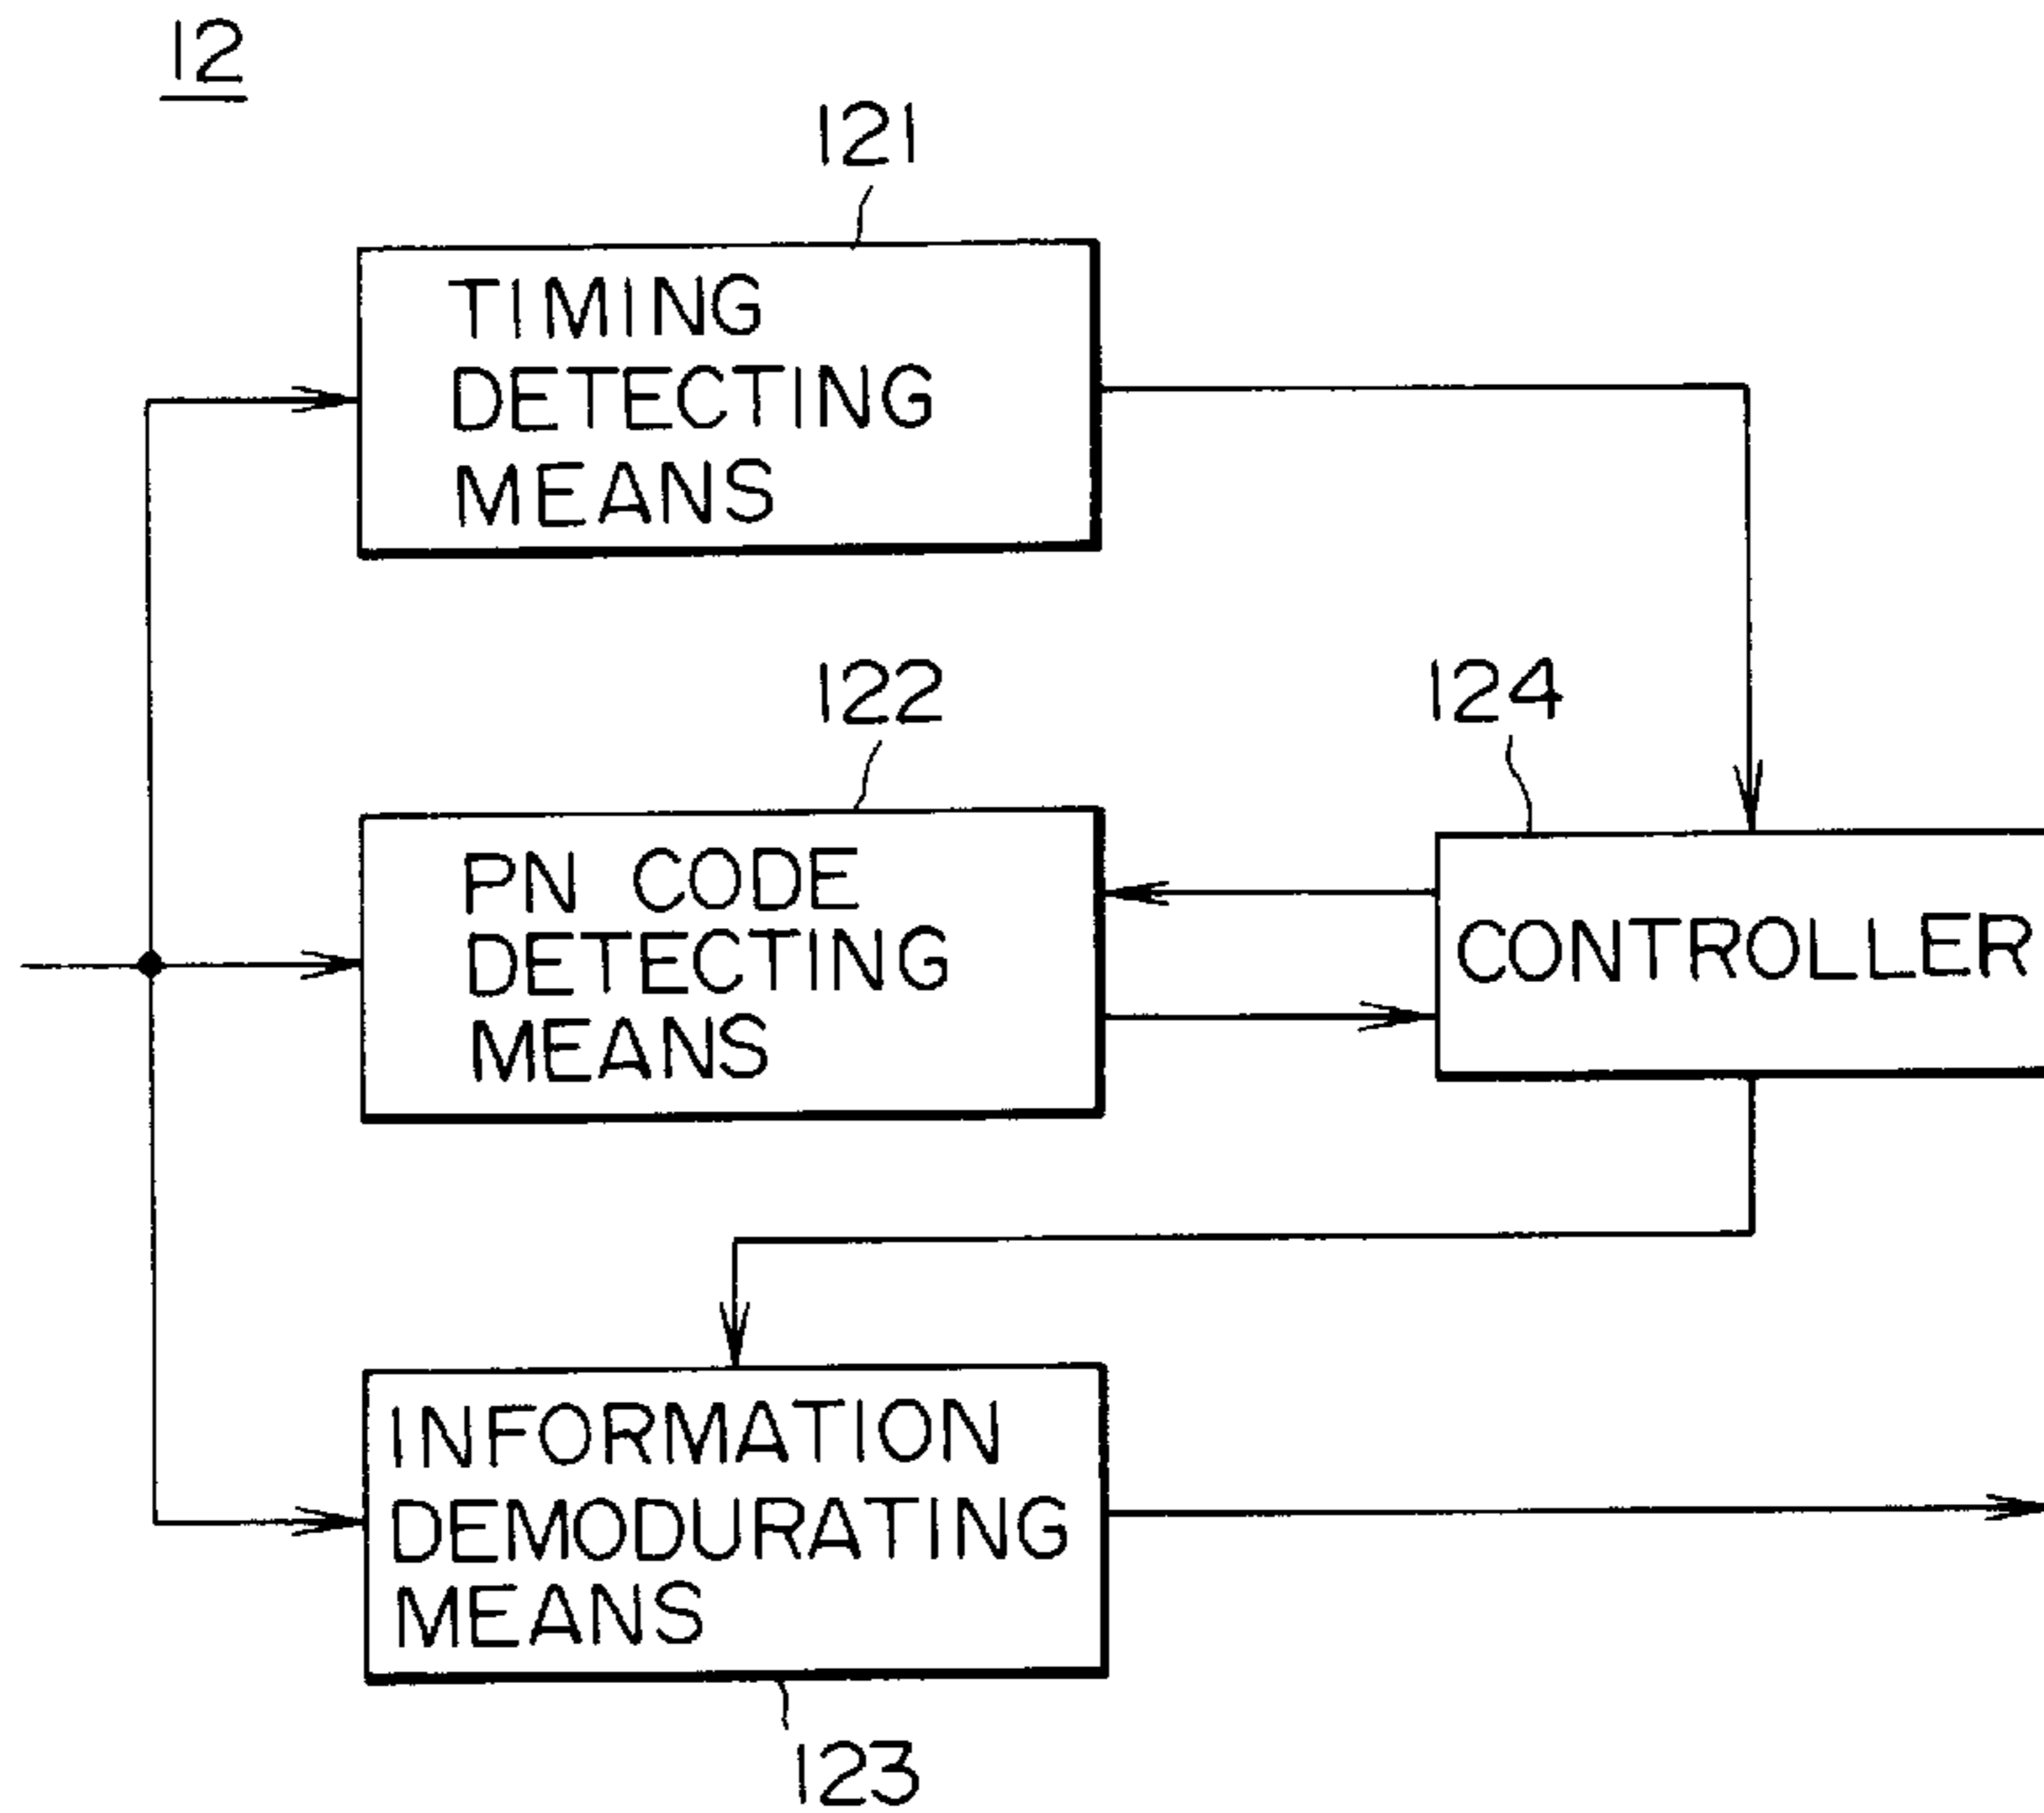 12
121
TIMING
DETECTING
MEANS
122
PN CODE
DETECTING
MEANS
124
CONTROLLER
INFORMATION
DEMODURATING
MEANS
123